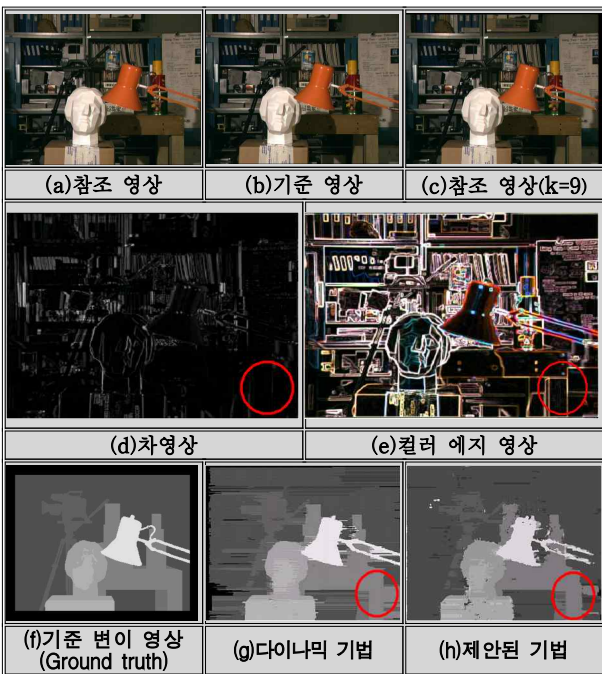 (a)참조 영상
(b)기준 영상
(c)참조 영상(k=9)
(d)차영상
(e)컬러 에지 영상
(f)기준 변이 영상
(Ground truth)
(g)다이나믹 기법
(h)제안된 기법